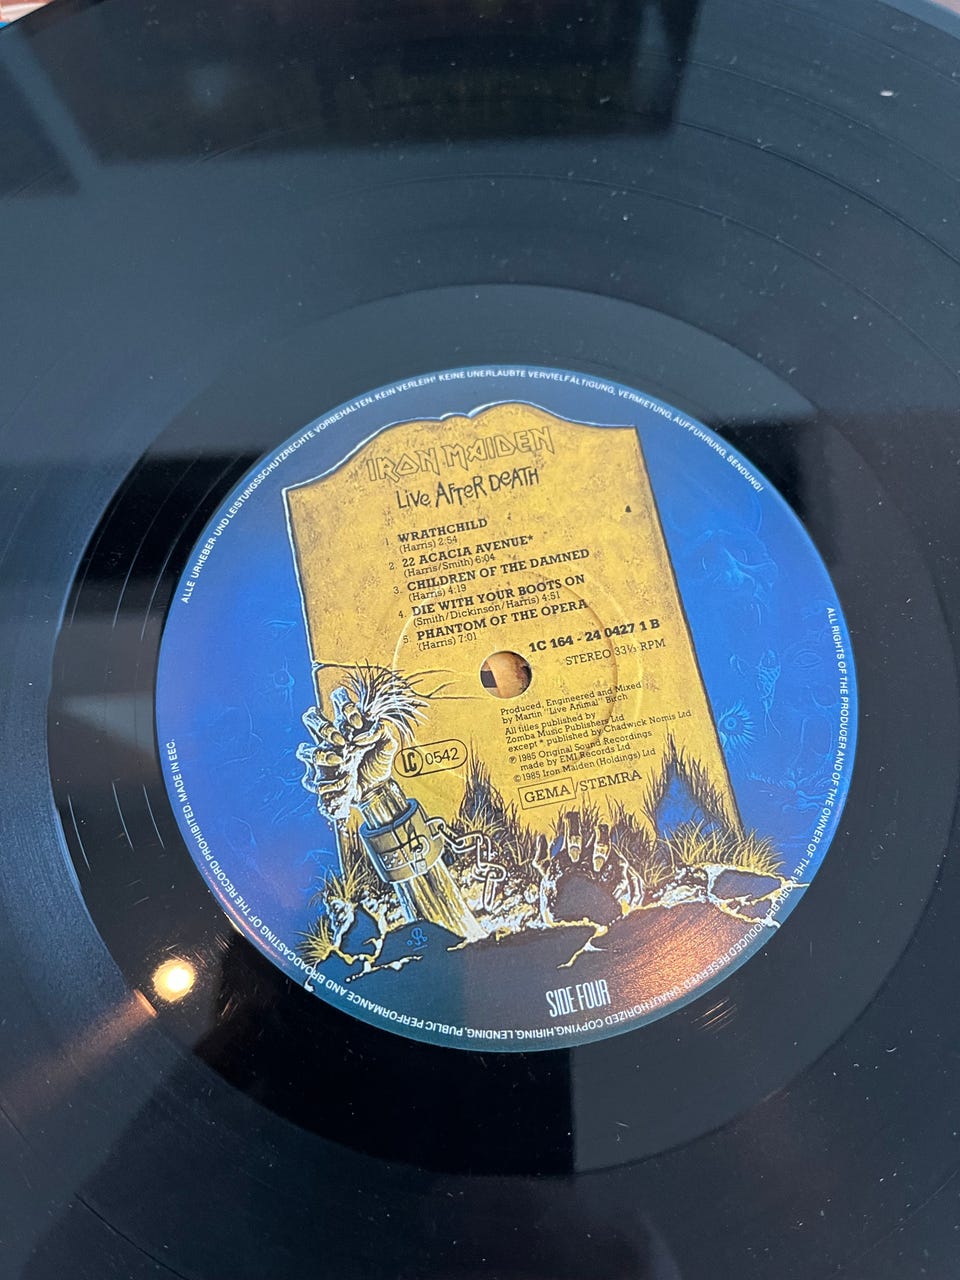 ALLE URHEBER- UND LEISTUNGSSCHUTZRECHTE VORBEHALTEN. KEIN VERLEIH! KEINE UNERLAUBTE VERVIELFÄLTIGUNG, VERMIETUNG, AUFFÜHRUNG, SENDUNG!
IRON MAIDEN
LIVE AFTER DEATH
1. WRATHCHILD
(Harris) 2:54
2. 22 ACACIA AVENUE*
(Harris/Smith) 6:04
3. CHILDREN OF THE DAMNED
(Harris) 4:19
4. DIE WITH YOUR BOOTS ON
(Smith/Dickinson/Harris) 4:51
5. PHANTOM OF THE OPERA
(Harris) 7:01
1C 164 - 24 0427 1 B
STEREO 33⅓ RPM
Produced, Engineered and Mixed
by Martin "Live Animal" Birch
All titles published by
Zomba Music Publishers Ltd
except * published by Chadwick Nomis Ltd
℗ 1985 Original Sound Recordings
made by EMI Records Ltd
© 1985 Iron Maiden (Holdings) Ltd
LC 0542
GEMA/STEMRA
SIDE FOUR
ALL RIGHTS OF THE PRODUCER AND OF THE OWNER OF THE WORK REPRODUCED RESERVED. UNAUTHORIZED COPYING, HIRING, LENDING, PUBLIC PERFORMANCE AND BROADCASTING OF THE RECORD PROHIBITED. MADE IN EEC.